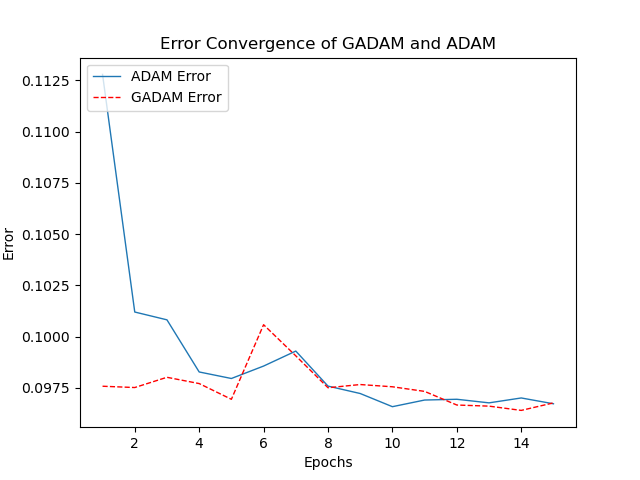 Error Convergence of GADAM and ADAM
ADAM Error
GADAM Error
0.1125
0.1100
0.1075
0.1050
0.1025
0.1000
0.0975
Error
2 4 6 8 10 12 14
Epochs